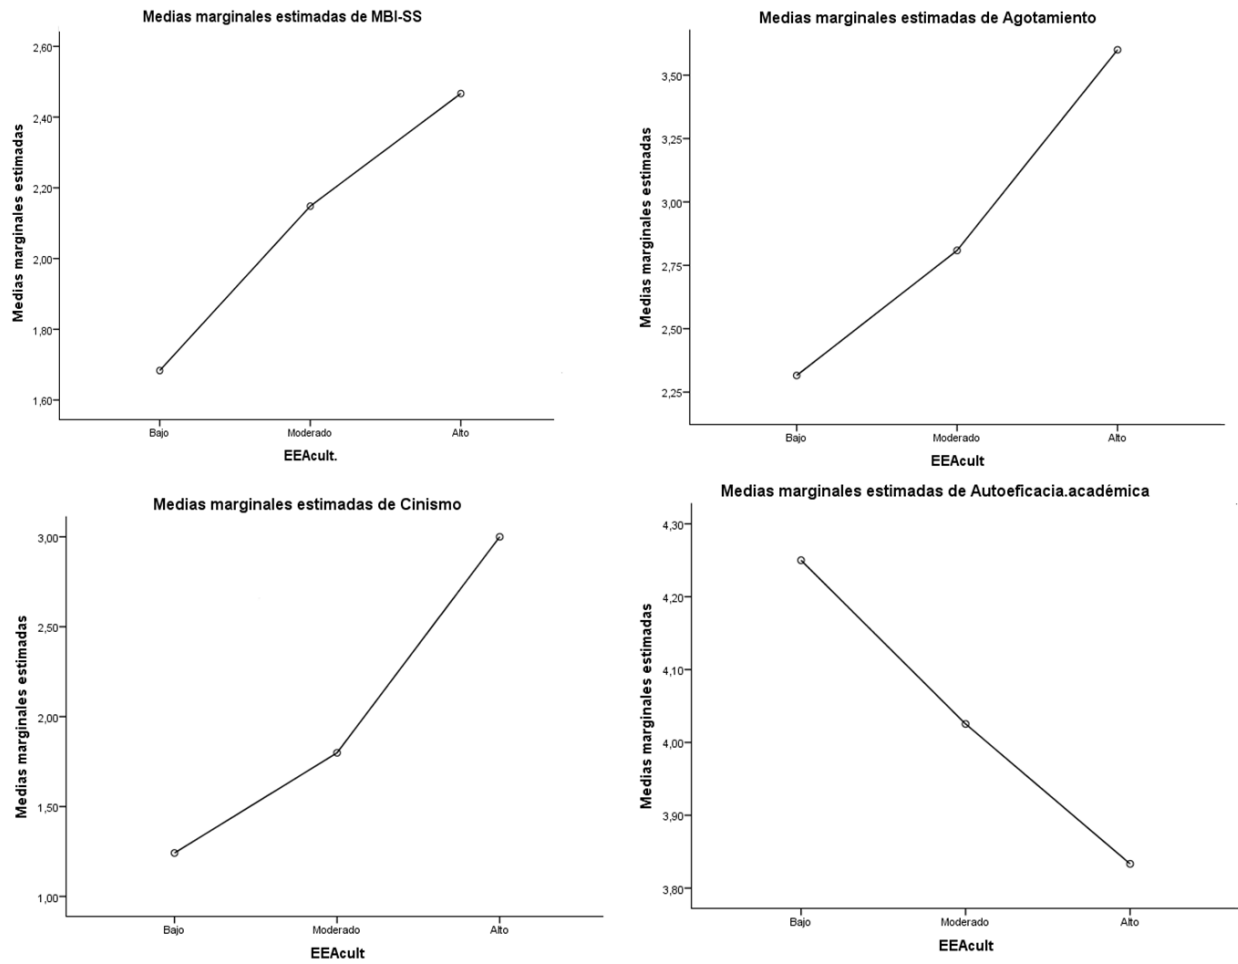 Medias marginales estimadas de MBI-SS
Medias marginales estimadas
2,60
2,40
2,20
2,00
1,80
1,60
Bajo
Moderado
Alto
EEAcult.
Medias marginales estimadas de Agotamiento
Medias marginales estimadas
3,50
3,25
3,00
2,75
2,50
2,25
Bajo
Moderado
Alto
EEAcult
Medias marginales estimadas de Cinismo
Medias marginales estimadas
3,00
2,50
2,00
1,50
1,00
Bajo
Moderado
Alto
EEAcult
Medias marginales estimadas de Autoeficacia.académica
Medias marginales estimadas
4,30
4,20
4,10
4,00
3,90
3,80
Bajo
Moderado
Alto
EEAcult